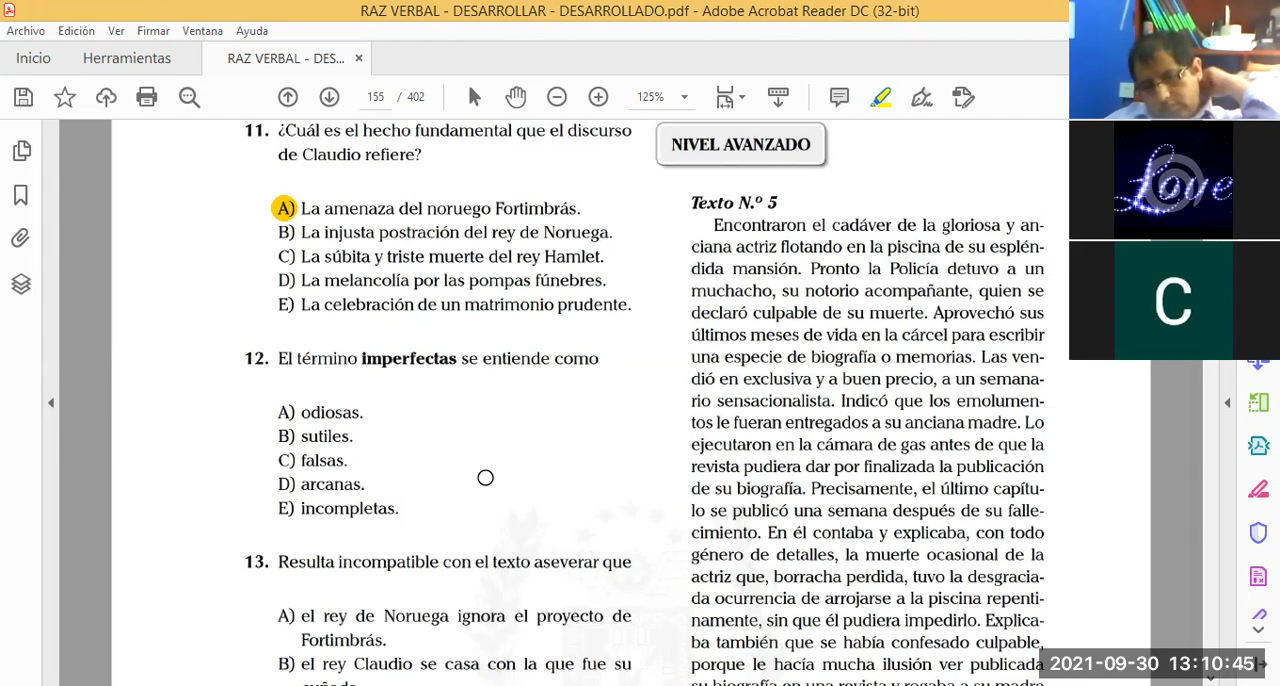 RAZ VERBAL - DESARROLLAR - DESARROLLADO.pdf - Adobe Acrobat Reader DC (32-bit)
Archivo Edición Ver Firmar Ventana Ayuda
Inicio Herramientas RAZ VERBAL - DES... ×
155 / 402 125%
11. ¿Cuál es el hecho fundamental que el discurso
de Claudio refiere?
A) La amenaza del noruego Fortimbrás.
B) La injusta postración del rey de Noruega.
C) La súbita y triste muerte del rey Hamlet.
D) La melancolía por las pompas fúnebres.
E) La celebración de un matrimonio prudente.
12. El término imperfectas se entiende como
A) odiosas.
B) sutiles.
C) falsas.
D) arcanas.
E) incompletas.
13. Resulta incompatible con el texto aseverar que
A) el rey de Noruega ignora el proyecto de
Fortimbrás.
B) el rey Claudio se casa con la que fue su
NIVEL AVANZADO
Texto N.º 5
Encontraron el cadáver de la gloriosa y an-
ciana actriz flotando en la piscina de su esplén-
dida mansión. Pronto la Policía detuvo a un
muchacho, su notorio acompañante, quien se
declaró culpable de su muerte. Aprovechó sus
últimos meses de vida en la cárcel para escribir
una especie de biografía o memorias. Las ven-
dió en exclusiva y a buen precio, a un semana-
rio sensacionalista. Indicó que los emolumen-
tos le fueran entregados a su anciana madre. Lo
ejecutaron en la cámara de gas antes de que la
revista pudiera dar por finalizada la publicación
de su biografía. Precisamente, el último capítu-
lo se publicó una semana después de su falle-
cimiento. En él contaba y explicaba, con todo
género de detalles, la muerte ocasional de la
actriz que, borracha perdida, tuvo la desgracia-
da ocurrencia de arrojarse a la piscina repenti-
namente, sin que él pudiera impedirlo. Explica-
ba también que se había confesado culpable,
porque le hacía mucha ilusión ver publicada
su biografía en una revista y rogaba a su madre
Love
C
2021-09-30 13:10:45